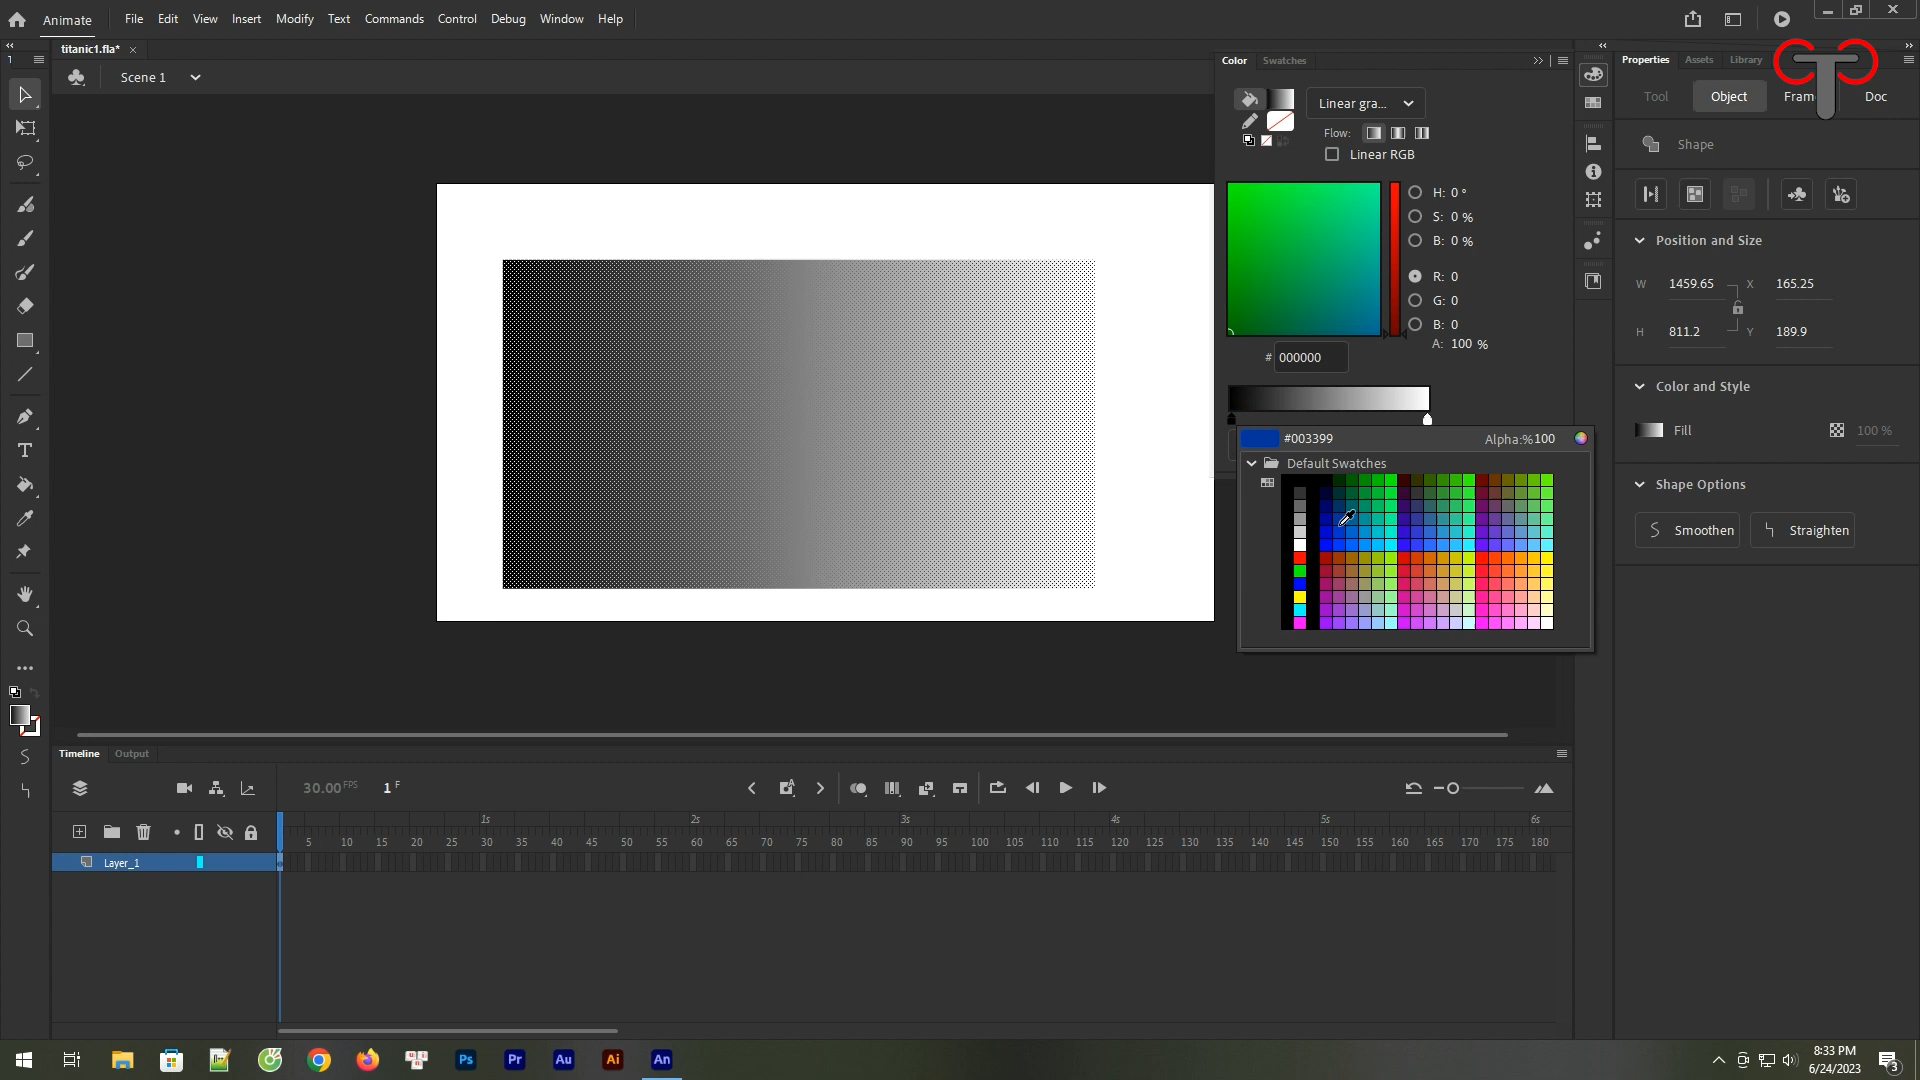 Animate File Edit View Insert Modify Text Commands Control Debug Window Help
titanic1.fla*
Scene 1
Color Swatches
Linear gra...
Flow:
Linear RGB
H: 0 °
S: 0 %
B: 0 %
R: 0
G: 0
B: 0
A: 100 %
# 000000
#003399 Alpha:%100
Default Swatches
Properties Assets Library
Tool Object Fram Doc
Shape
Position and Size
W 1459.65 X 165.25
H 811.2 Y 189.9
Color and Style
Fill 100 %
Shape Options
Smoothen Straighten
Timeline Output
30.00 FPS 1 F
1s 2s 3s 4s 5s 6s
5 10 15 20 25 30 35 40 45 50 55 60 65 70 75 80 85 90 95 100 105 110 115 120 125 130 135 140 145 150 155 160 165 170 175 180
Layer_1
Ps Pr Au Ai An
8:33 PM
6/24/2023
3